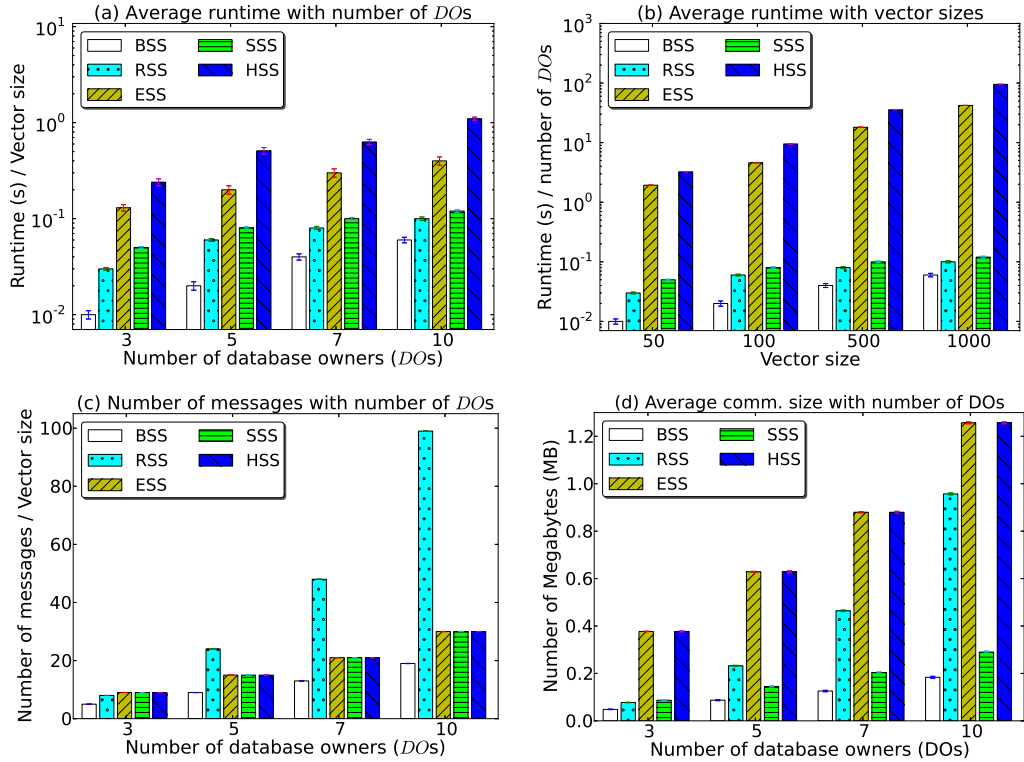 (a) Average runtime with number of DOs
Runtime (s) / Vector size
10^1
10^0
10^-1
10^-2
BSS
RSS
ESS
SSS
HSS
3 5 7 10
Number of database owners (DOs)
(b) Average runtime with vector sizes
Runtime (s) / number of DOs
10^3
10^2
10^1
10^0
10^-1
10^-2
BSS
RSS
ESS
SSS
HSS
50 100 500 1000
Vector size
(c) Number of messages with number of DOs
Number of messages / Vector size
100
80
60
40
20
0
BSS
RSS
ESS
SSS
HSS
3 5 7 10
Number of database owners (DOs)
(d) Average comm. size with number of DOs
Number of Megabytes (MB)
1.2
1.0
0.8
0.6
0.4
0.2
0.0
BSS
RSS
ESS
SSS
HSS
3 5 7 10
Number of database owners (DOs)